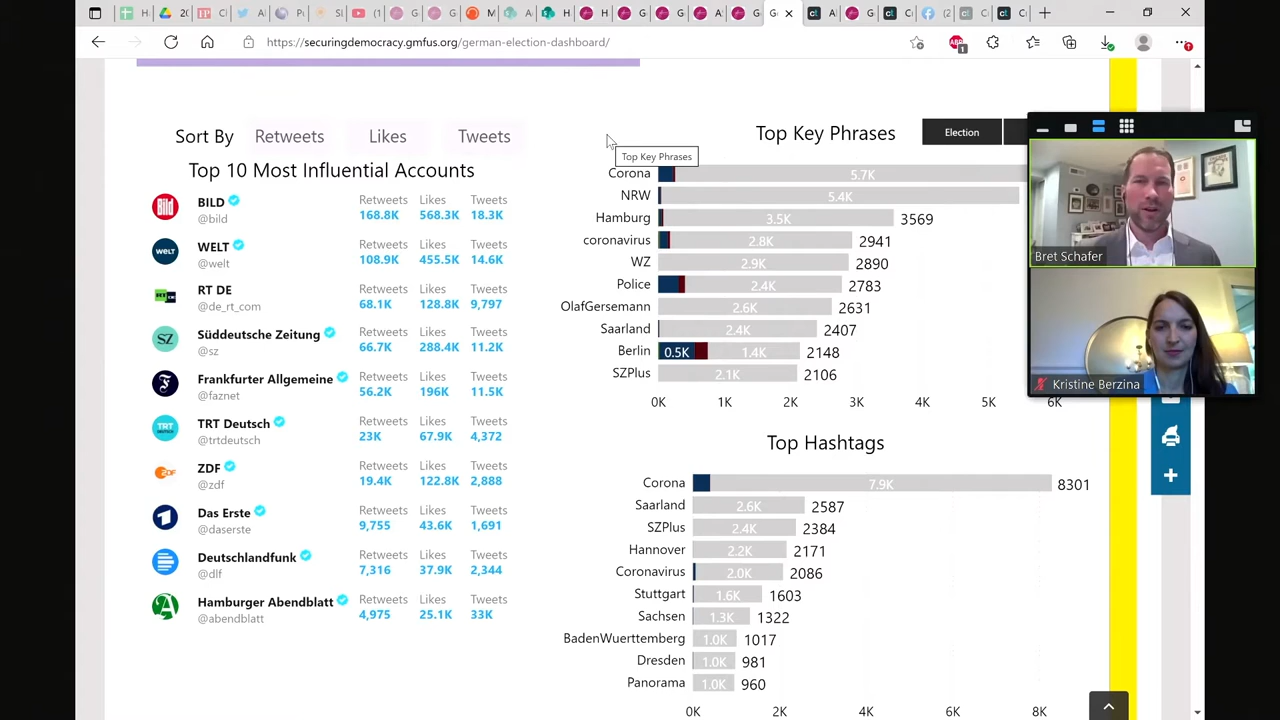 https://securingdemocracy.gmfus.org/german-election-dashboard/
Sort By Retweets Likes Tweets
Top 10 Most Influential Accounts
BILD
@bild
Retweets Likes Tweets
168.8K 568.3K 18.3K
WELT
@welt
Retweets Likes Tweets
108.9K 455.5K 14.6K
RT DE
@de_rt_com
Retweets Likes Tweets
68.1K 128.8K 9,797
Süddeutsche Zeitung
@sz
Retweets Likes Tweets
66.7K 288.4K 11.2K
Frankfurter Allgemeine
@faznet
Retweets Likes Tweets
56.2K 196K 11.5K
TRT Deutsch
@trtdeutsch
Retweets Likes Tweets
23K 67.9K 4,372
ZDF
@zdf
Retweets Likes Tweets
19.4K 122.8K 2,888
Das Erste
@daserste
Retweets Likes Tweets
9,755 43.6K 1,691
Deutschlandfunk
@dlf
Retweets Likes Tweets
7,316 37.9K 2,344
Hamburger Abendblatt
@abendblatt
Retweets Likes Tweets
4,975 25.1K 33K
Top Key Phrases
Election
Top Key Phrases
Corona 5.7K
NRW 5.4K
Hamburg 3.5K 3569
coronavirus 2.8K 2941
WZ 2.9K 2890
Police 2.4K 2783
OlafGersemann 2.6K 2631
Saarland 2.4K 2407
Berlin 0.5K 1.4K 2148
SZPlus 2.1K 2106
0K 1K 2K 3K 4K 5K 6K
Top Hashtags
Corona 7.9K 8301
Saarland 2.6K 2587
SZPlus 2.4K 2384
Hannover 2.2K 2171
Coronavirus 2.0K 2086
Stuttgart 1.6K 1603
Sachsen 1.3K 1322
BadenWuerttemberg 1.0K 1017
Dresden 1.0K 981
Panorama 1.0K 960
0K 2K 4K 6K 8K
Bret Schafer
Kristine Berzina